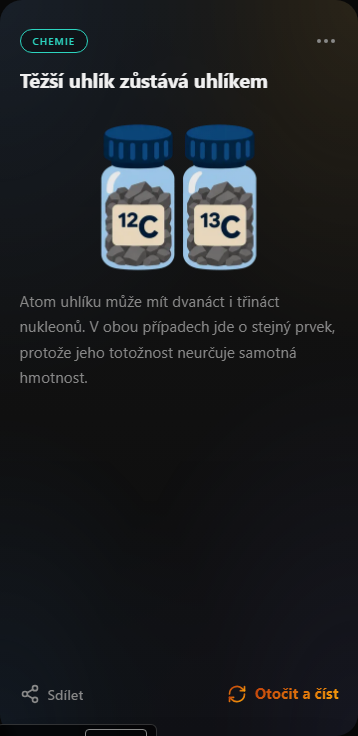 CHEMIE
Těžší uhlík zůstává uhlíkem
¹²C
¹³C
Atom uhlíku může mít dvanáct i třináct
nukleonů. V obou případech jde o stejný prvek,
protože jeho totožnost neurčuje samotná
hmotnost.
Sdílet
Otočit a číst